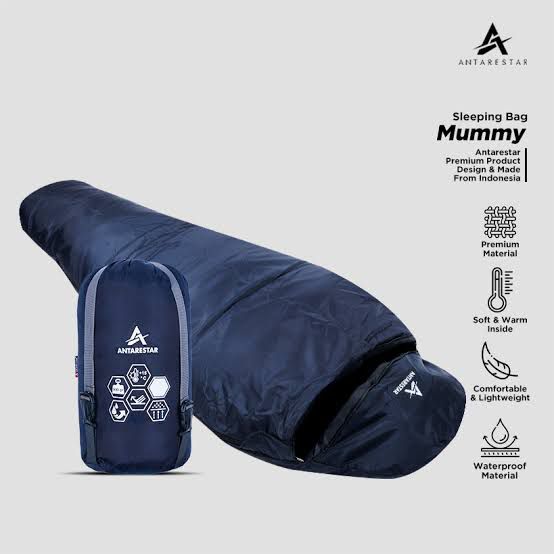 ANTARESTAR
Sleeping Bag
Mummy
Antarestar
Premium Product
Design & Made
From Indonesia
Premium
Material
Soft & Warm
Inside
Comfortable
& Lightweight
Waterproof
Material
ANTARESTAR
ANTARESTAR